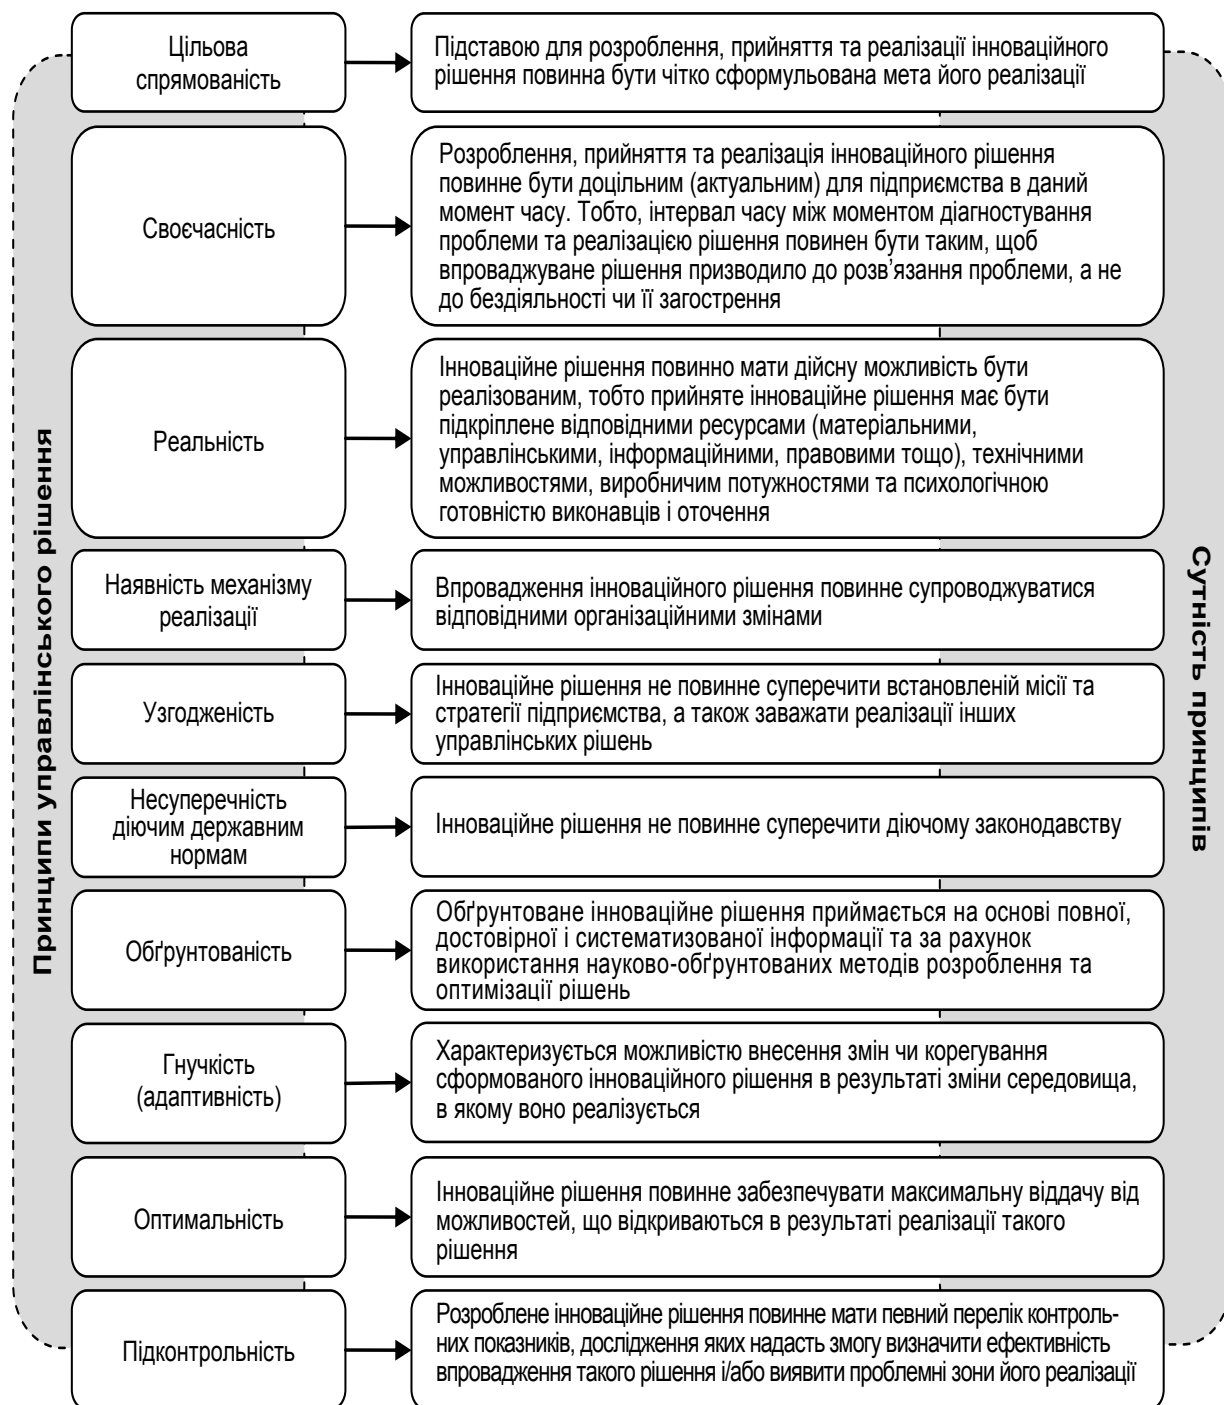 Принципи управлінського рішення
Цільова
спрямованість
Підставою для розроблення, прийняття та реалізації інноваційного
рішення повинна бути чітко сформульована мета його реалізації
Своєчасність
Розроблення, прийняття та реалізація інноваційного рішення
повинне бути доцільним (актуальним) для підприємства в даний
момент часу. Тобто, інтервал часу між моментом діагностування
проблеми та реалізацією рішення повинен бути таким, щоб
впроваджуване рішення призводило до розв’язання проблеми, а не
до бездіяльності чи її загострення
Реальність
Інноваційне рішення повинно мати дійсну можливість бути
реалізованим, тобто прийняте інноваційне рішення має бути
підкріплене відповідними ресурсами (матеріальними,
управлінськими, інформаційними, правовими тощо), технічними
можливостями, виробничим потужностями та психологічною
готовністю виконавців і оточення
Наявність механізму
реалізації
Впровадження інноваційного рішення повинне супроводжуватися
відповідними організаційними змінами
Узгодженість
Інноваційне рішення не повинне суперечити встановленій місії та
стратегії підприємства, а також заважати реалізації інших
управлінських рішень
Несуперечність
діючим державним
нормам
Інноваційне рішення не повинне суперечити діючому законодавству
Обґрунтованість
Обґрунтоване інноваційне рішення приймається на основі повної,
достовірної і систематизованої інформації та за рахунок
використання науково-обґрунтованих методів розроблення та
оптимізації рішень
Гнучкість
(адаптивність)
Характеризується можливістю внесення змін чи корегування
сформованого інноваційного рішення в результаті зміни середовища,
в якому воно реалізується
Оптимальність
Інноваційне рішення повинне забезпечувати максимальну віддачу від
можливостей, що відкриваються в результаті реалізації такого
рішення
Підконтрольність
Розроблене інноваційне рішення повинне мати певний перелік контроль-
них показників, дослідження яких надасть змогу визначити ефективність
впровадження такого рішення і/або виявити проблемні зони його реалізації
Сутність принципів